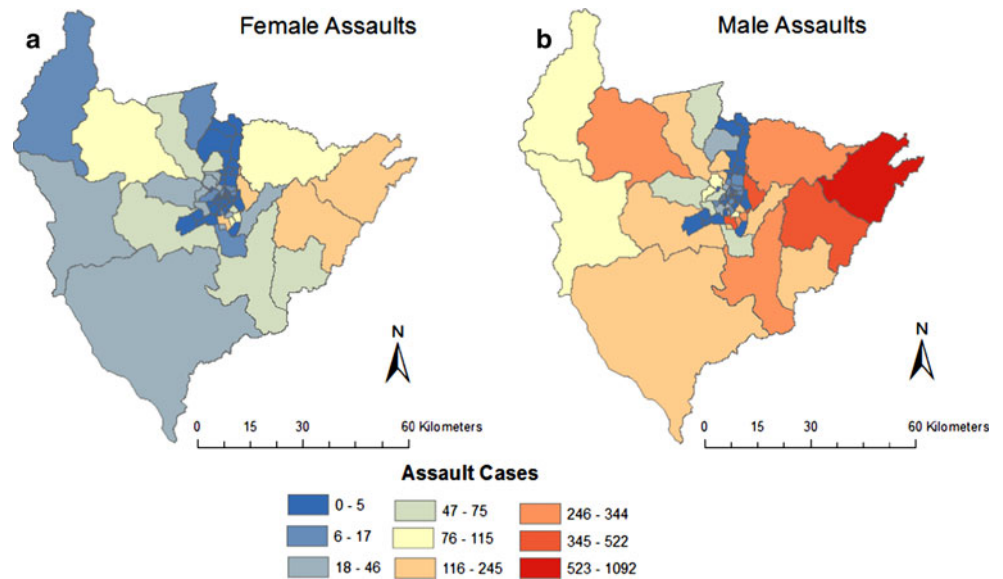 a Female Assaults
b Male Assaults
N
N
0 15 30 60 Kilometers
0 15 30 60 Kilometers
Assault Cases
0 - 5
6 - 17
18 - 46
47 - 75
76 - 115
116 - 245
246 - 344
345 - 522
523 - 1092